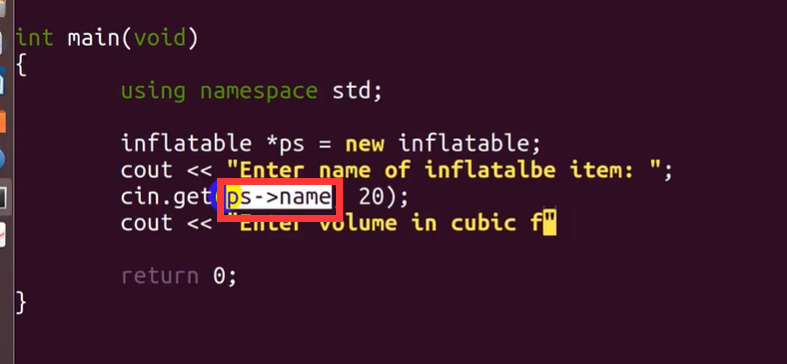 int main(void)
{
using namespace std;
inflatable *ps = new inflatable;
cout << "Enter name of inflatalbe item: ";
cin.get(ps->name, 20);
cout << "Enter volume in cubic f"
return 0;
}